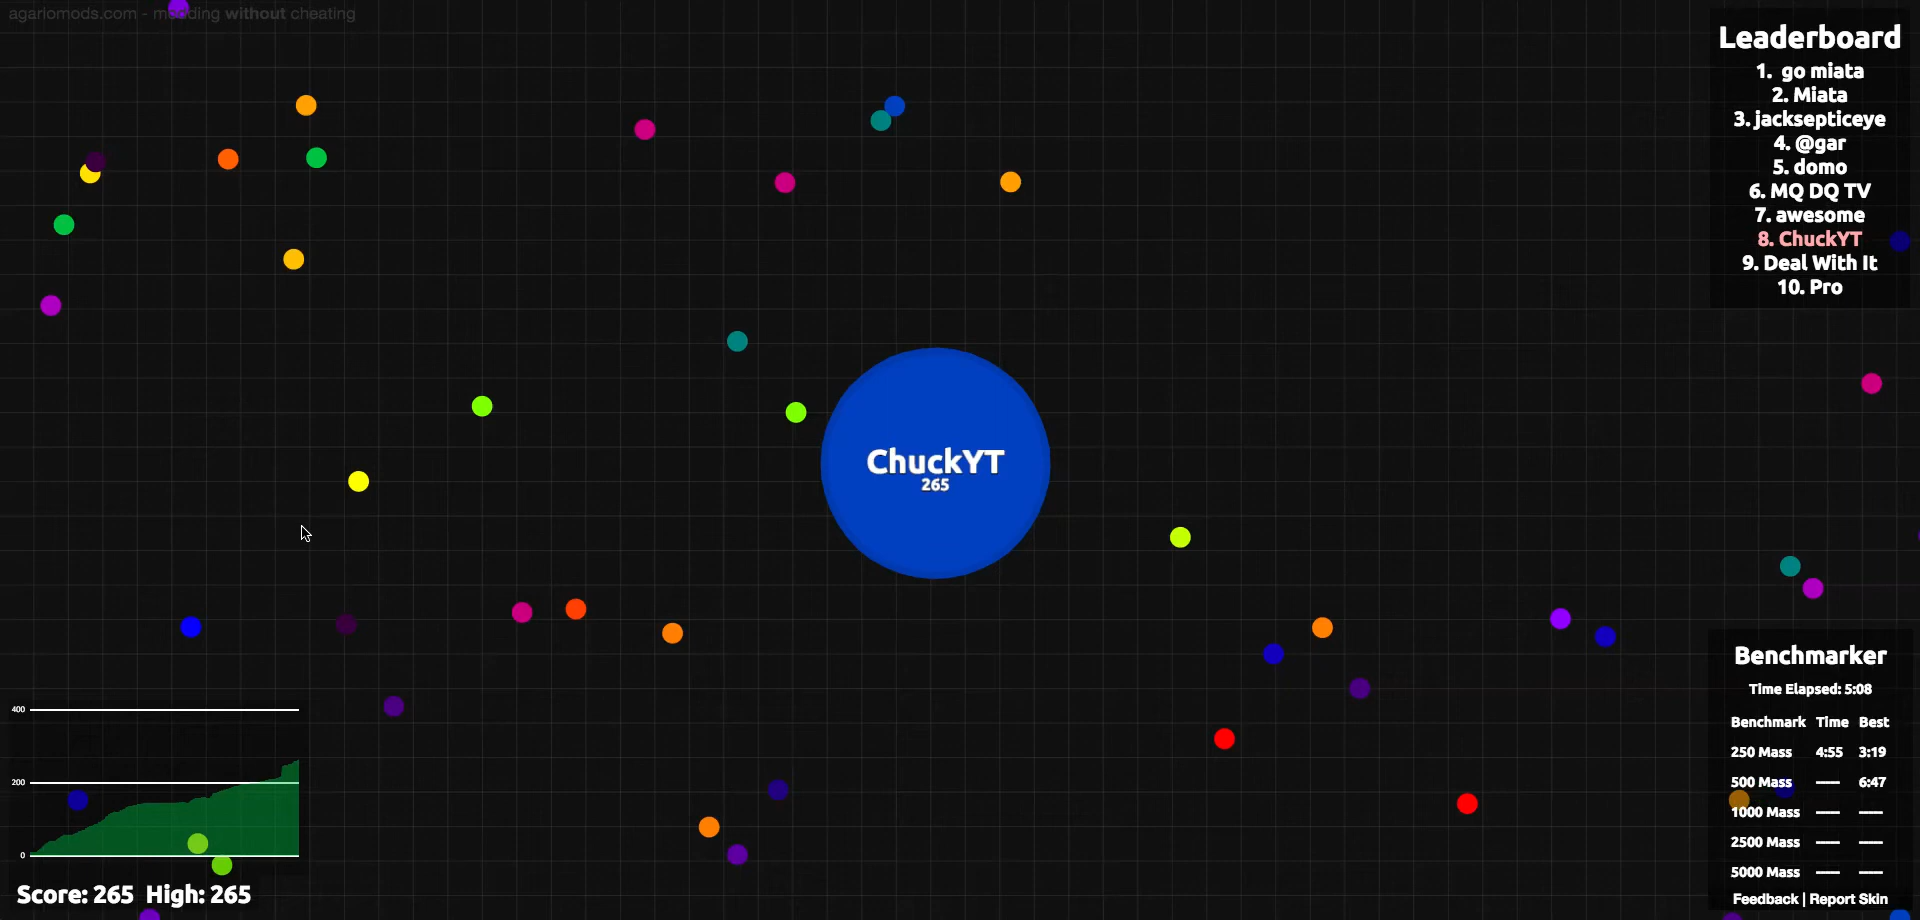 agariomods.com - modding without cheating
Leaderboard
1. go miata
2. Miata
3. jacksepticeye
4. @gar
5. domo
6. MQ DQ TV
7. awesome
8. ChuckYT
9. Deal With It
10. Pro
ChuckYT
265
Benchmarker
Time Elapsed: 5:08
Benchmark Time Best
250 Mass 4:55 3:19
500 Mass ---- 6:47
1000 Mass ---- ----
2500 Mass ---- ----
5000 Mass ---- ----
Feedback | Report Skin
400
200
0
Score: 265 High: 265